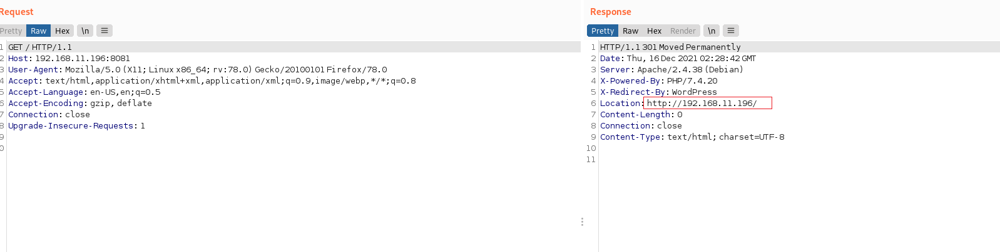 Request
Pretty Raw Hex \n
1 GET / HTTP/1.1
2 Host: 192.168.11.196:8081
3 User-Agent: Mozilla/5.0 (X11; Linux x86_64; rv:78.0) Gecko/20100101 Firefox/78.0
4 Accept: text/html,application/xhtml+xml,application/xml;q=0.9,image/webp,*/*;q=0.8
5 Accept-Language: en-US,en;q=0.5
6 Accept-Encoding: gzip, deflate
7 Connection: close
8 Upgrade-Insecure-Requests: 1
9
0
Response
Pretty Raw Hex Render \n
1 HTTP/1.1 301 Moved Permanently
2 Date: Thu, 16 Dec 2021 02:28:42 GMT
3 Server: Apache/2.4.38 (Debian)
4 X-Powered-By: PHP/7.4.20
5 X-Redirect-By: WordPress
6 Location: http://192.168.11.196/
7 Content-Length: 0
8 Connection: close
9 Content-Type: text/html; charset=UTF-8
10
11